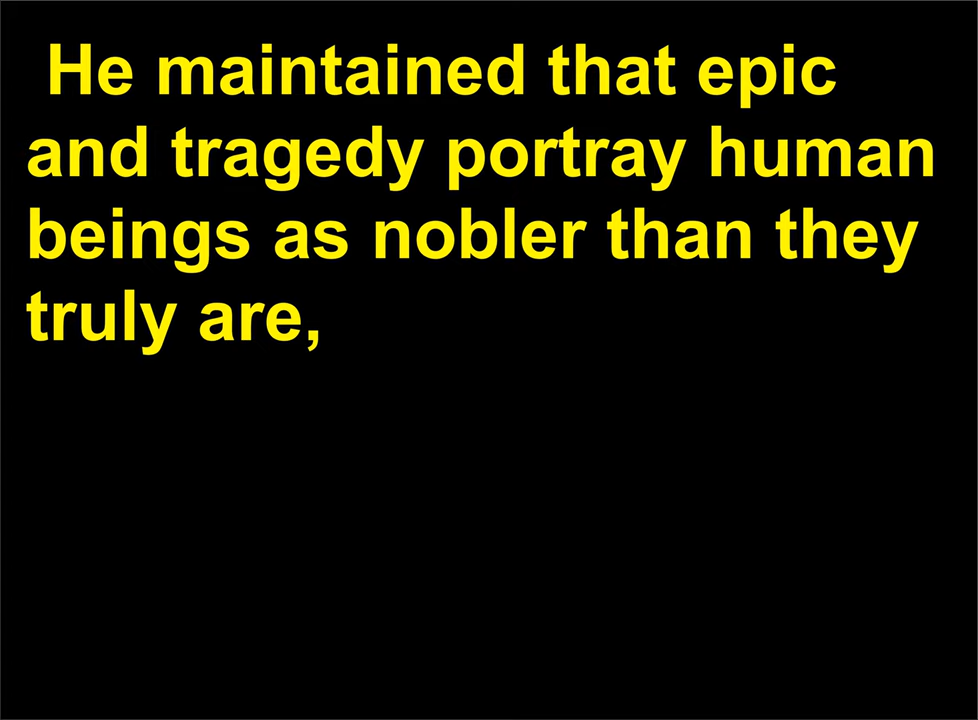 He maintained that epic
and tragedy portray human
beings as nobler than they
truly are,